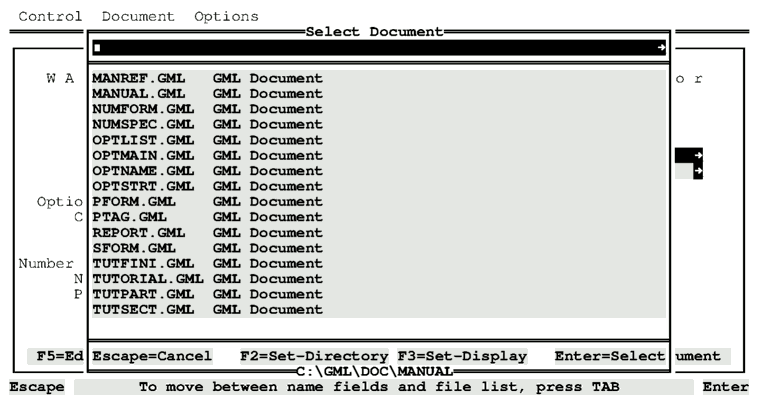 Control Document Options
Select Document
W A
o r
MANREF.GML GML Document
MANUAL.GML GML Document
NUMFORM.GML GML Document
NUMSPEC.GML GML Document
OPTLIST.GML GML Document
OPTMAIN.GML GML Document
OPTNAME.GML GML Document
OPTSTRT.GML GML Document
Optio
PFORM.GML GML Document
C
PTAG.GML GML Document
REPORT.GML GML Document
SFORM.GML GML Document
Number
TUTFINI.GML GML Document
N
TUTORIAL.GML GML Document
P
TUTPART.GML GML Document
TUTSECT.GML GML Document
F5=Ed
Escape=Cancel F2=Set-Directory F3=Set-Display Enter=Select
ument
C:\GML\DOC\MANUAL
Escape To move between name fields and file list, press TAB Enter